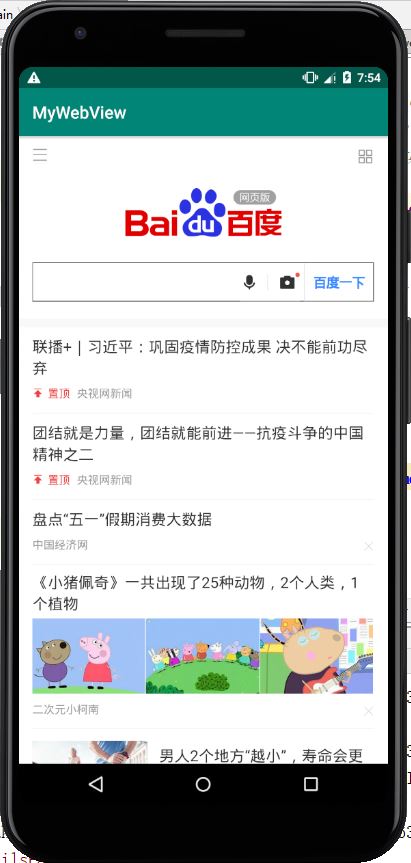 ain
7:54
MyWebView
网页版
Bai du 百度
百度一下
联播+ | 习近平：巩固疫情防控成果 决不能前功尽
弃
置顶 央视网新闻
团结就是力量，团结就能前进——抗疫斗争的中国
精神之二
置顶 央视网新闻
盘点“五一”假期消费大数据
中国经济网
《小猪佩奇》一共出现了25种动物，2个人类，1
个植物
二次元小柯南
男人2个地方“越小”，寿命会更
ilsE